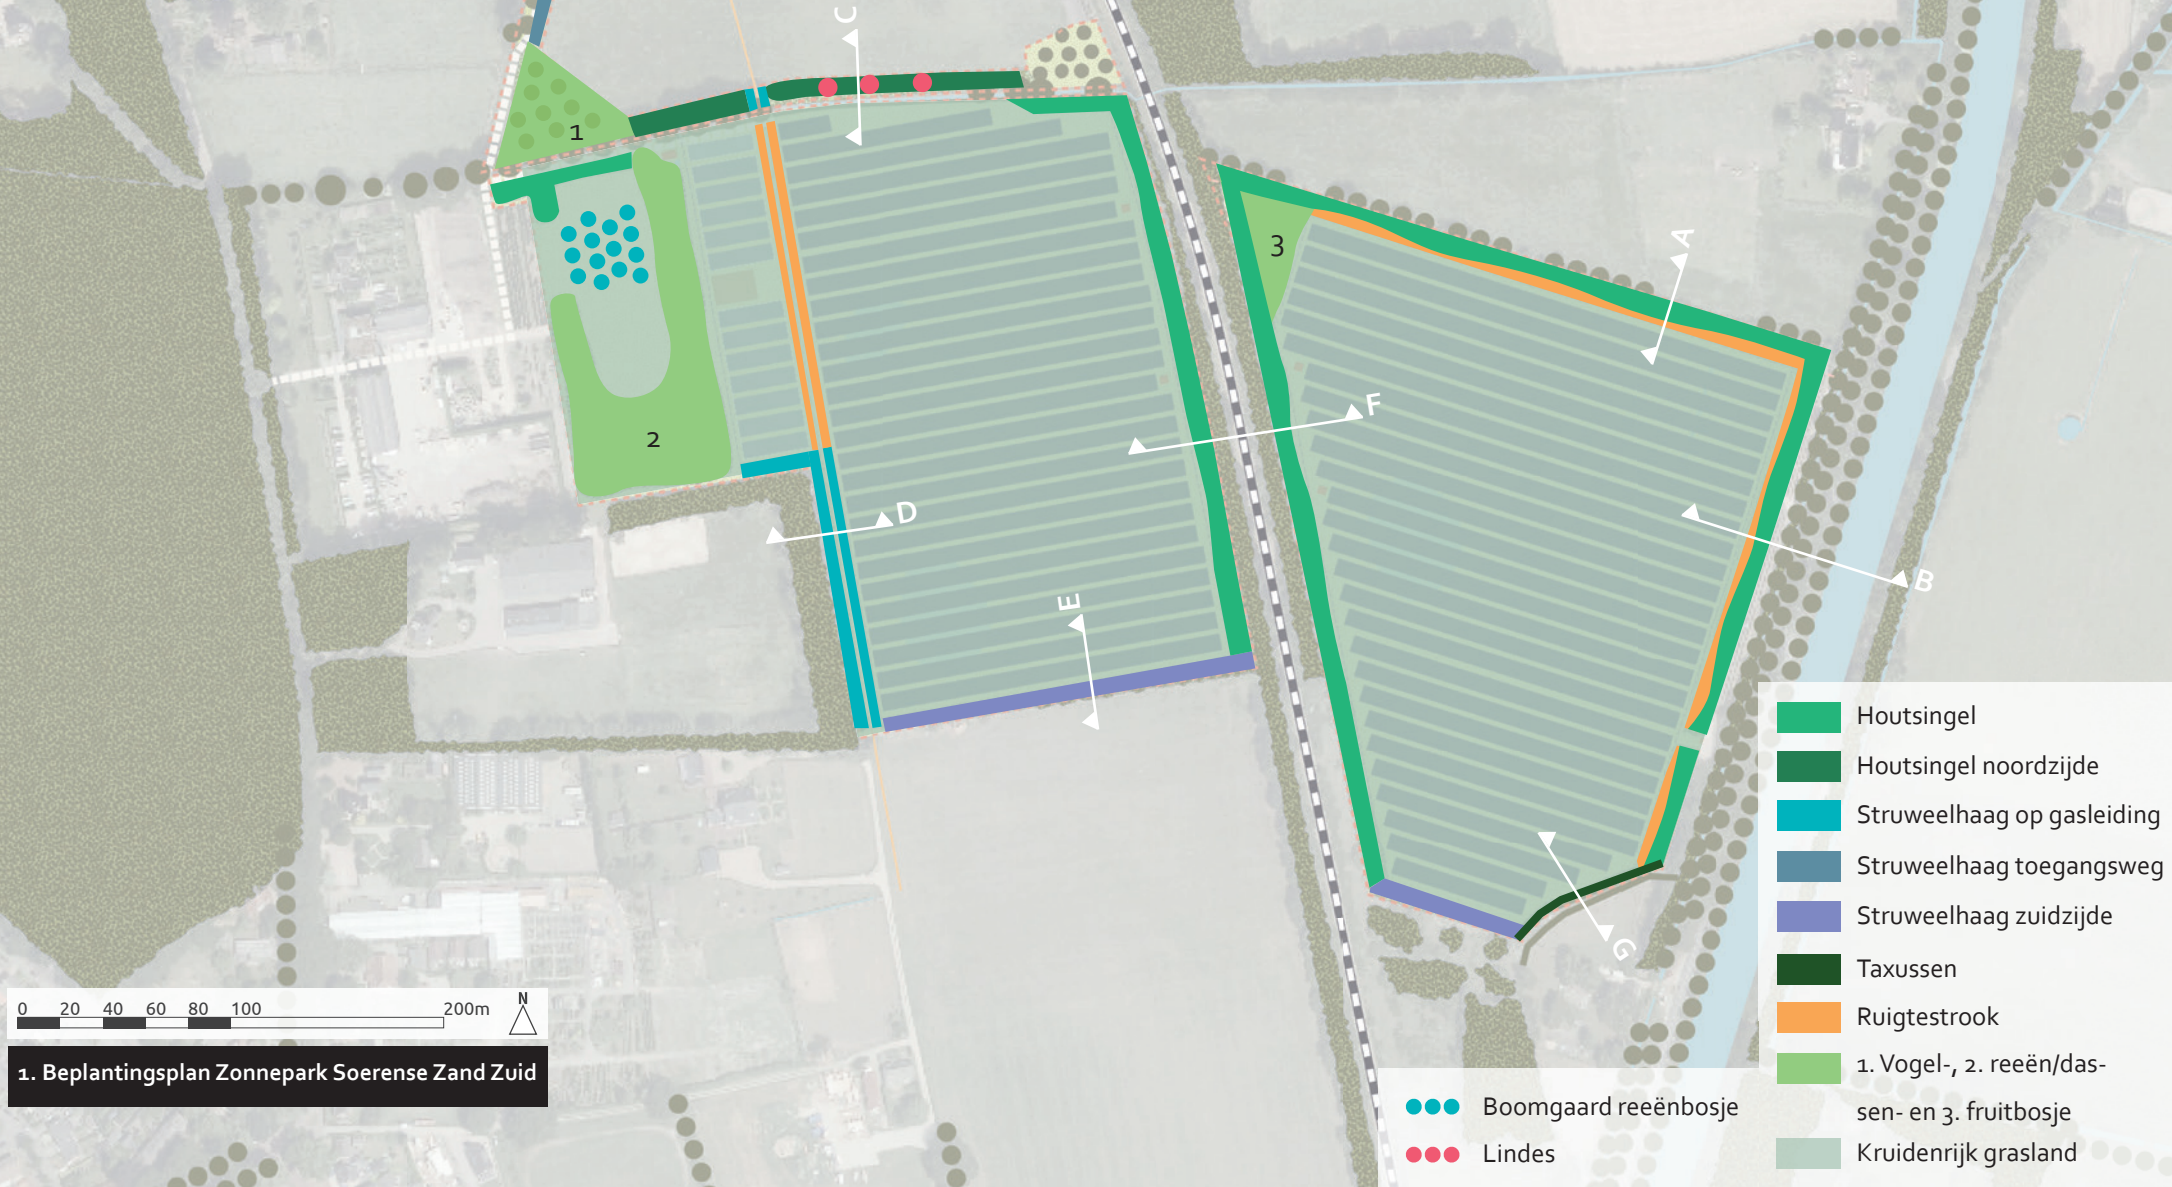 C
1
A
3
F
2
D
B
E
G
Houtsingel
Houtsingel noordzijde
Struweelhaag op gasleiding
Struweelhaag toegangsweg
Struweelhaag zuidzijde
Taxussen
Ruigtestrook
1. Vogel-, 2. reeën/das-
sen- en 3. fruitbosje
Kruidenrijk grasland
Boomgaard reeënbosje
Lindes
0 20 40 60 80 100 200m
N
1. Beplantingsplan Zonnepark Soerense Zand Zuid